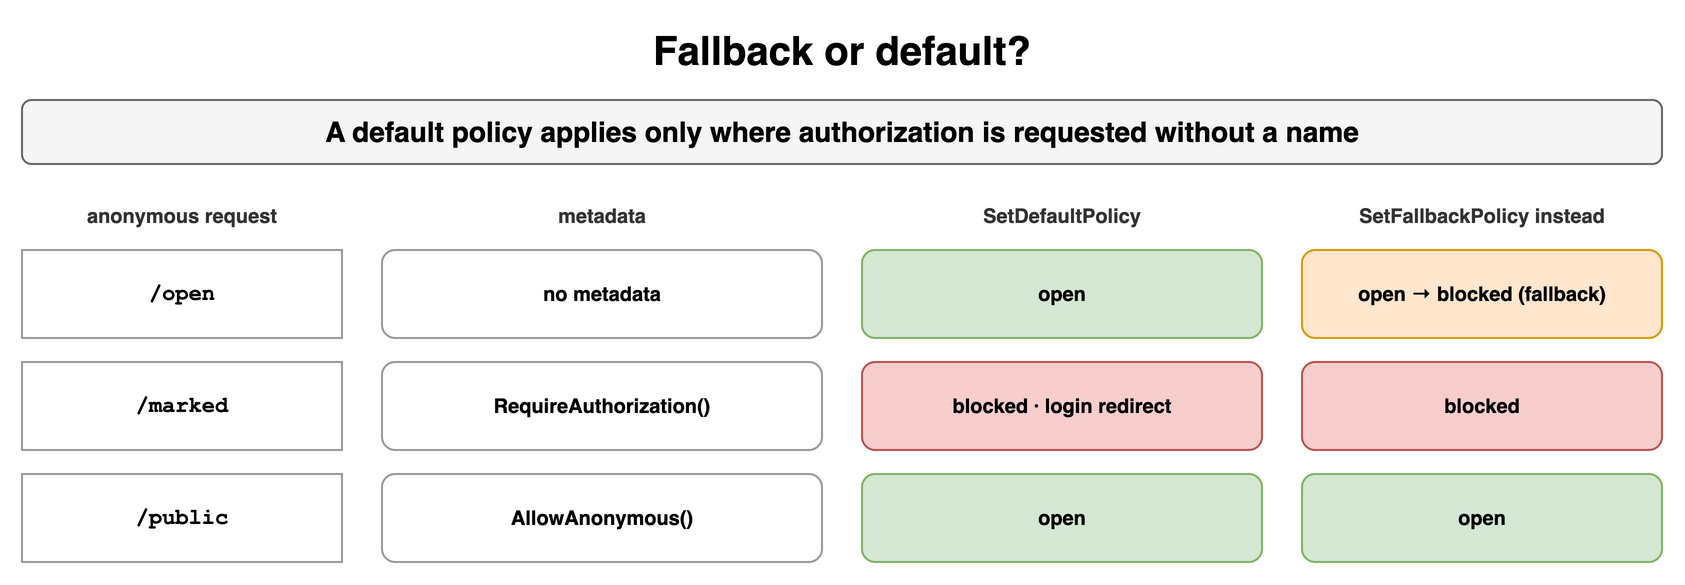 Fallback or default?
A default policy applies only where authorization is requested without a name
anonymous request metadata SetDefaultPolicy SetFallbackPolicy instead
/open no metadata open open → blocked (fallback)
/marked RequireAuthorization() blocked · login redirect blocked
/public AllowAnonymous() open open